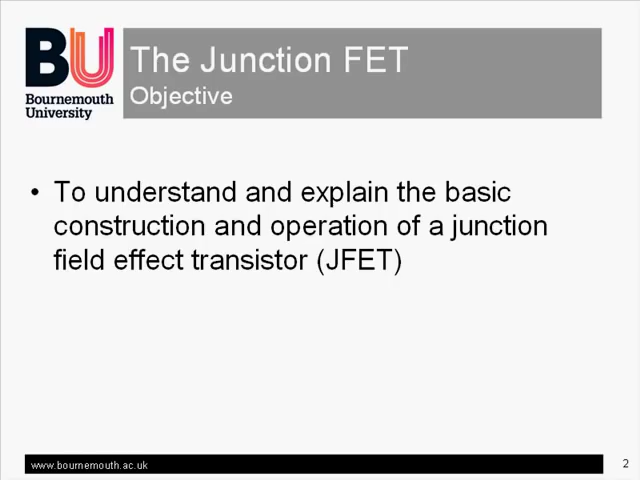 BU
Bournemouth
University
The Junction FET
Objective
• To understand and explain the basic
construction and operation of a junction
field effect transistor (JFET)
www.bournemouth.ac.uk
2